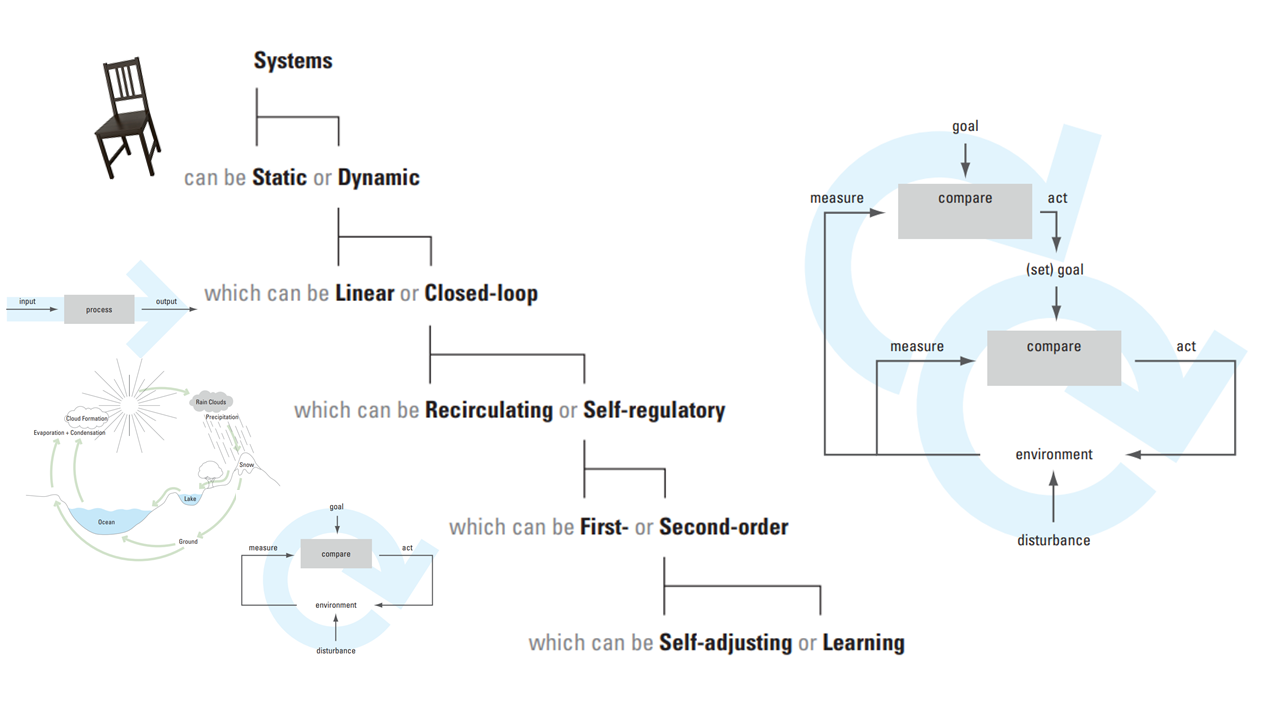 Systems
can be Static or Dynamic
which can be Linear or Closed-loop
which can be Recirculating or Self-regulatory
which can be First- or Second-order
which can be Self-adjusting or Learning
input
process
output
Rain Clouds
Precipitation
Cloud Formation
Evaporation + Condensation
Snow
Lake
Ocean
Ground
goal
measure
compare
act
environment
disturbance
goal
measure
compare
act
(set) goal
measure
compare
act
environment
disturbance